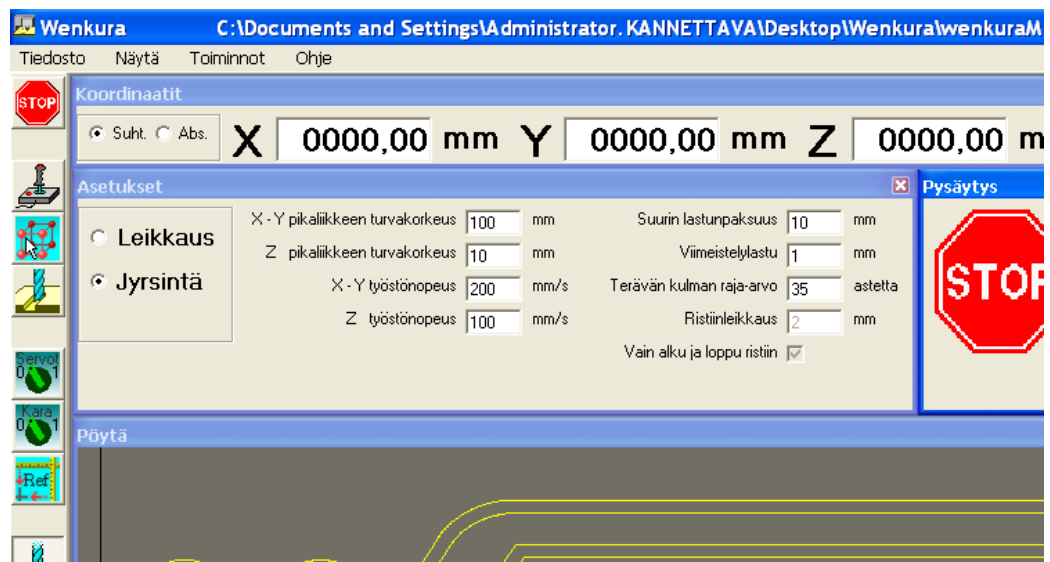 Wenkura C:\Documents and Settings\Administrator.KANNETTAVA\Desktop\Wenkura\wenkuraM
Tiedosto Näytä Toiminnot Ohje
STOP
Koordinaatit
Suht. Abs. X 0000,00 mm Y 0000,00 mm Z 0000,00 m
Asetukset
Pysäytys
Leikkaus
Jyrsintä
X - Y pikaliikkeen turvakorkeus 100 mm
Z pikaliikkeen turvakorkeus 10 mm
X - Y työstönopeus 200 mm/s
Z työstönopeus 100 mm/s
Suurin lastunpaksuus 10 mm
Viimeistelylastu 1 mm
Terävän kulman raja-arvo 35 astetta
Ristiinleikkaus 2 mm
Vain alku ja loppu ristiin
STOP
Servot
0 1
Kara
0 1
Pöytä
Ref